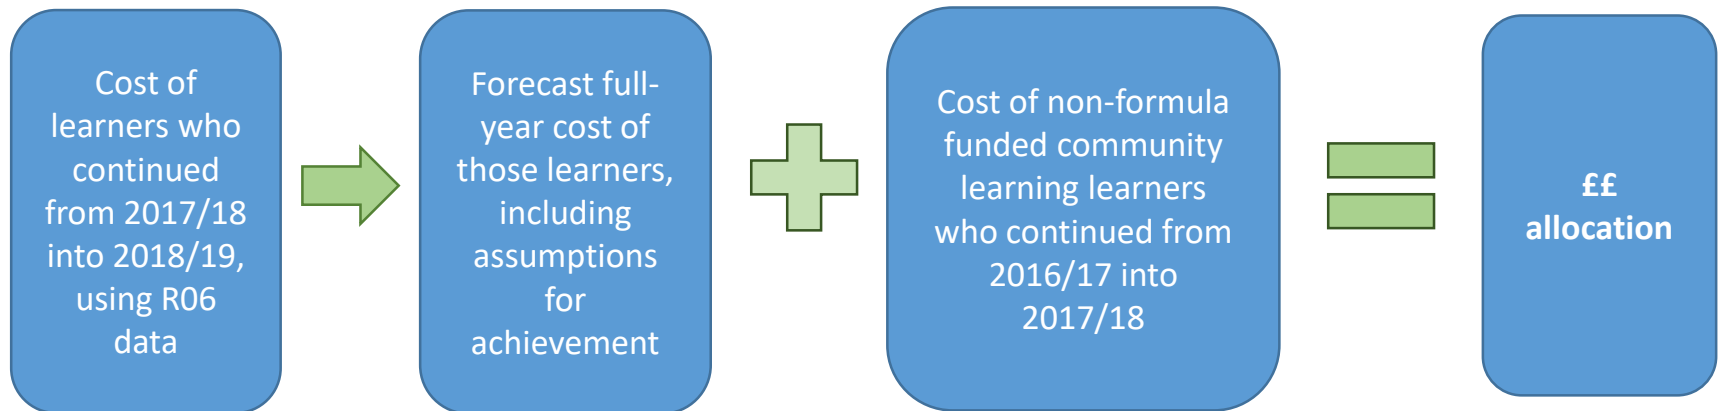 Cost of
learners who
continued
from 2017/18
into 2018/19,
using R06
data
Forecast full-
year cost of
those learners,
including
assumptions
for
achievement
Cost of non-formula
funded community
learning learners
who continued from
2016/17 into
2017/18
££
allocation